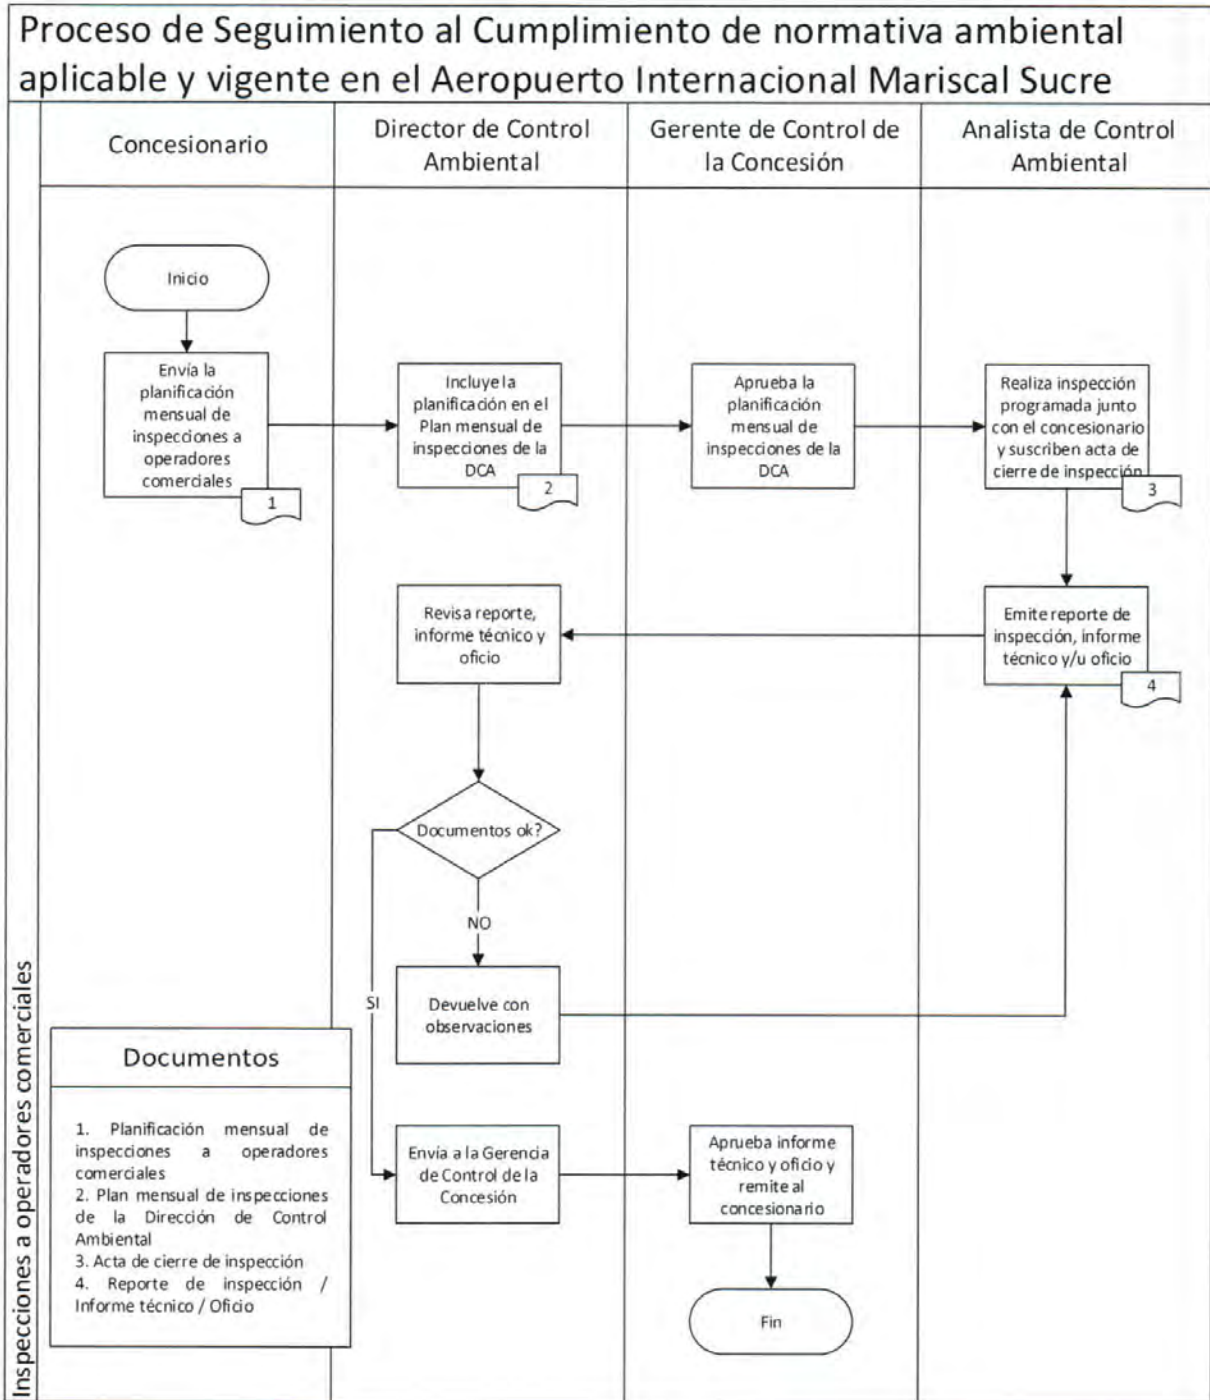 Proceso de Seguimiento al Cumplimiento de normativa ambiental
aplicable y vigente en el Aeropuerto Internacional Mariscal Sucre
Inspecciones a operadores comerciales
Concesionario
Director de Control
Ambiental
Gerente de Control de
la Concesión
Analista de Control
Ambiental
Inicio
Envía la
planificación
mensual de
inspecciones a
operadores
comerciales
1
Incluye la
planificación en el
Plan mensual de
inspecciones de la
DCA
2
Aprueba la
planificación
mensual de
inspecciones de la
DCA
Realiza inspección
programada junto
con el concesionario
y suscriben acta de
cierre de inspección
3
Emite reporte de
inspección, informe
técnico y/u oficio
4
Revisa reporte,
informe técnico y
oficio
Documentos ok?
NO
SI
Devuelve con
observaciones
Envía a la Gerencia
de Control de la
Concesión
Aprueba informe
técnico y oficio y
remite al
concesionario
Fin
Documentos
1. Planificación mensual de
inspecciones a operadores
comerciales
2. Plan mensual de inspecciones
de la Dirección de Control
Ambiental
3. Acta de cierre de inspección
4. Reporte de inspección /
Informe técnico / Oficio